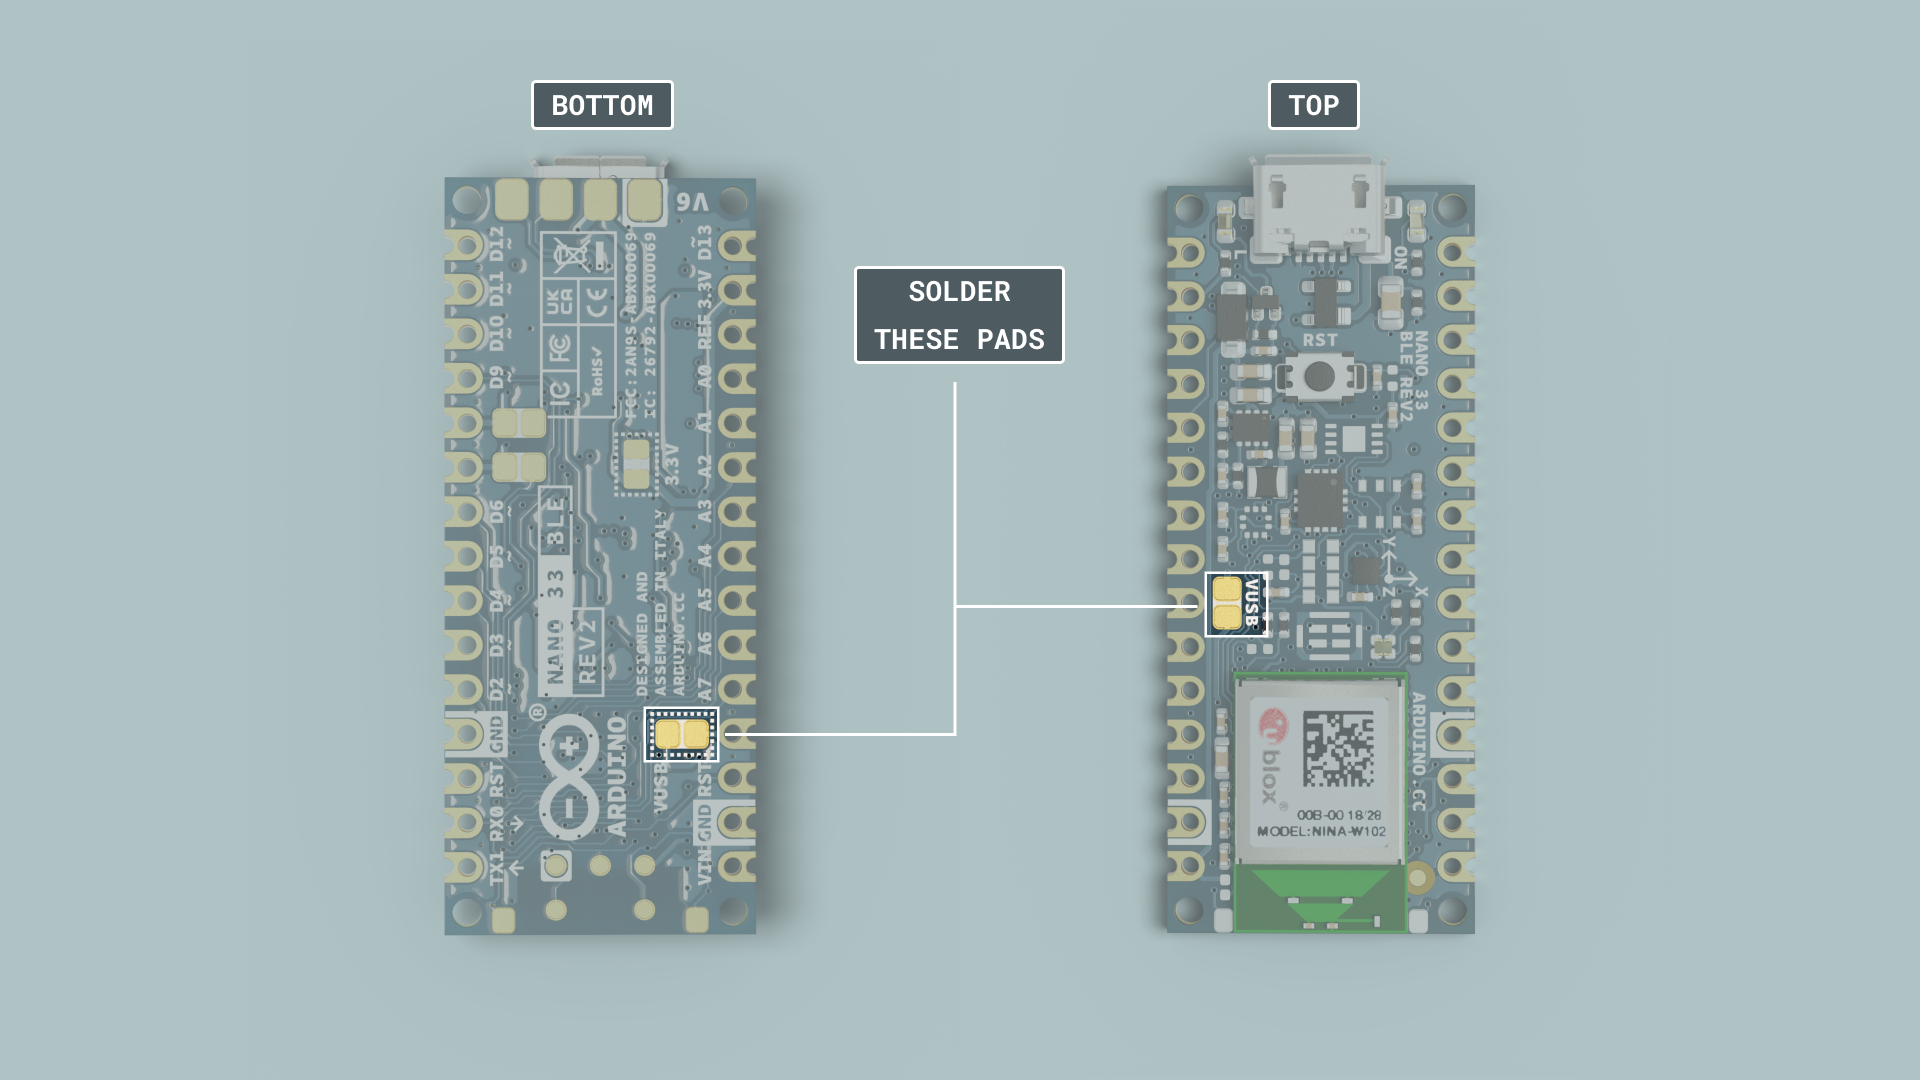 BOTTOM
TOP
SOLDER
THESE PADS
V6
D12
~
D11
~
D10
~
D9
~
D6
~
D5
~
D4
D3
~
D2
~
GND
RST
RX0
TX1
UK
CA
CE
FC
IC
RoHS
FCC:2AN9S-ABX00069
IC: 26792-ABX00069
D13
~
3.3V
REF
A0
A1
A2
A3
A4
A5
A6
A7
RST
GND
VIN
3.3V
NANO 33 BLE
REV2
DESIGNED AND
ASSEMBLED IN ITALY
ARDUINO.CC
®
ARDUINO
VUSB
L
ON
RST
NANO 33
BLE REV2
Y
X
Z
VUSB
ARDUINO.CC
blox®
00B-00 18/28
MODEL:NINA-W102